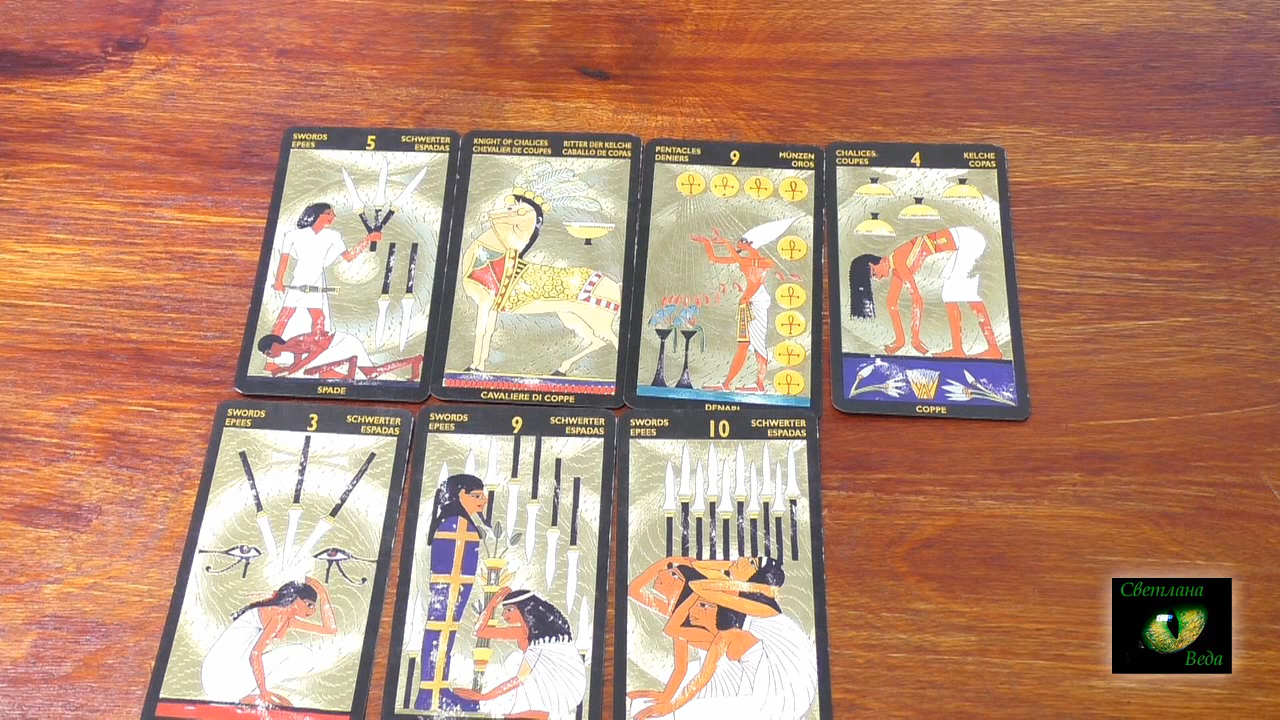 SWORDS 5 SCHWERTER
EPEES ESPADAS
SPADE
KNIGHT OF CHALICES RITTER DER KELCHE
CHEVALIER DE COUPES CABALLO DE COPAS
CAVALIERE DI COPPE
PENTACLES 9 MÜNZEN
DENIERS OROS
DENARI
CHALICES 4 KELCHE
COUPES COPAS
COPPE
SWORDS 3 SCHWERTER
EPEES ESPADAS
SWORDS 9 SCHWERTER
EPEES ESPADAS
SWORDS 10 SCHWERTER
EPEES ESPADAS
Светлана
Веда